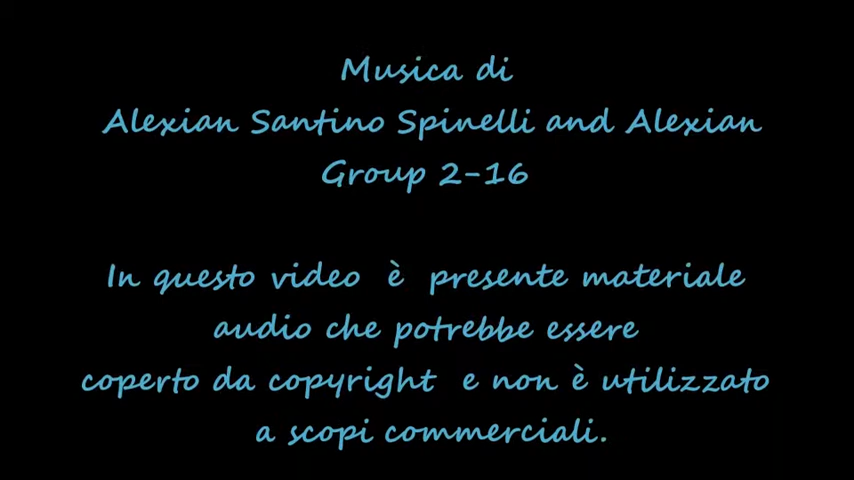 Musica di
Alexian Santino Spinelli and Alexian
Group 2-16
In questo video è presente materiale
audio che potrebbe essere
coperto da copyright e non è utilizzato
a scopi commerciali.